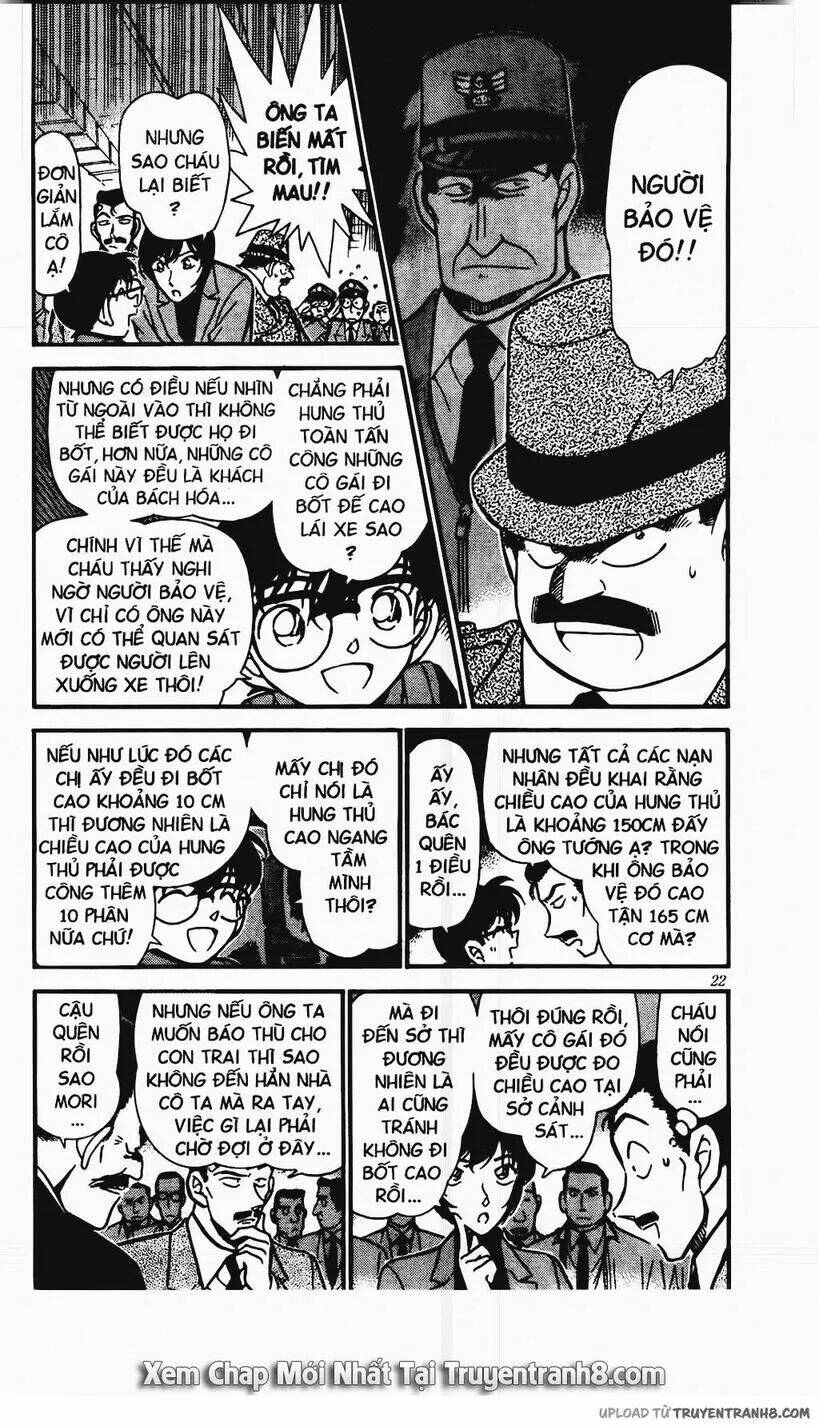 NGƯỜI
BẢO VỆ
ĐÓ!!
ÔNG TA
BIẾN MẤT
RỒI, TÌM
MAU!!
NHƯNG
SAO CHÁU
LẠI BIẾT
?
ĐƠN
GIẢN
LẮM
CÔ
Ạ!
CHẲNG PHẢI
HUNG THỦ
TOÀN TẤN
CÔNG NHỮNG
CÔ GÁI ĐI
BỐT ĐẾ CAO
LÁI XE SAO
?
NHƯNG CÓ ĐIỀU NẾU NHÌN
TỪ NGOÀI VÀO THÌ KHÔNG
THỂ BIẾT ĐƯỢC HỌ ĐI
BỐT, HƠN NỮA, NHỮNG CÔ
GÁI NÀY ĐỀU LÀ KHÁCH
CỦA BÁCH HÓA...
CHÍNH VÌ THẾ MÀ
CHÁU THẤY NGHI
NGỜ NGƯỜI BẢO VỆ,
VÌ CHỈ CÓ ÔNG NÀY
MỚI CÓ THỂ QUAN SÁT
ĐƯỢC NGƯỜI LÊN
XUỐNG XE THÔI!
NHƯNG TẤT CẢ CÁC NẠN
NHÂN ĐỀU KHAI RẰNG
CHIỀU CAO CỦA HUNG THỦ
LÀ KHOẢNG 150CM ĐẤY
ÔNG TƯỚNG Ạ? TRONG
KHI ÔNG BẢO
VỆ ĐÓ CAO
TẬN 165 CM
CƠ MÀ?
ẤY
ẤY,
BÁC
QUÊN
1 ĐIỀU
RỒI...
MẤY CHỊ ĐÓ
CHỈ NÓI LÀ
HUNG THỦ
CAO NGANG
TẦM
MÌNH
THÔI?
NẾU NHƯ LÚC ĐÓ CÁC
CHỊ ẤY ĐỀU ĐI BỐT
CAO KHOẢNG 10 CM
THÌ ĐƯƠNG NHIÊN LÀ
CHIỀU CAO CỦA HUNG
THỦ PHẢI ĐƯỢC
CÔNG THÊM
10 PHÂN
NỮA CHỨ!
22
CHÁU
NÓI
CŨNG
PHẢI...
THÔI ĐÚNG RỒI,
MẤY CÔ GÁI ĐÓ
ĐỀU ĐƯỢC ĐO
CHIỀU CAO TẠI
SỞ CẢNH
SÁT...
MÀ ĐI
ĐẾN SỞ THÌ
ĐƯƠNG
NHIÊN LÀ
AI CŨNG
TRÁNH
KHÔNG ĐI
BỐT CAO
RỒI...
NHƯNG NẾU ÔNG TA
MUỐN BÁO THÙ CHO
CON TRAI THÌ SAO
KHÔNG ĐẾN HẲN NHÀ
CÔ TA MÀ RA TAY,
VIỆC GÌ LẠI PHẢI
CHỜ ĐỢI Ở ĐÂY...
CẬU
QUÊN
RỒI
SAO
MORI
...
Xem Chap Mới Nhất Tại Truyentranh8.com
UPLOAD TỪ TRUYENTRANH8.COM